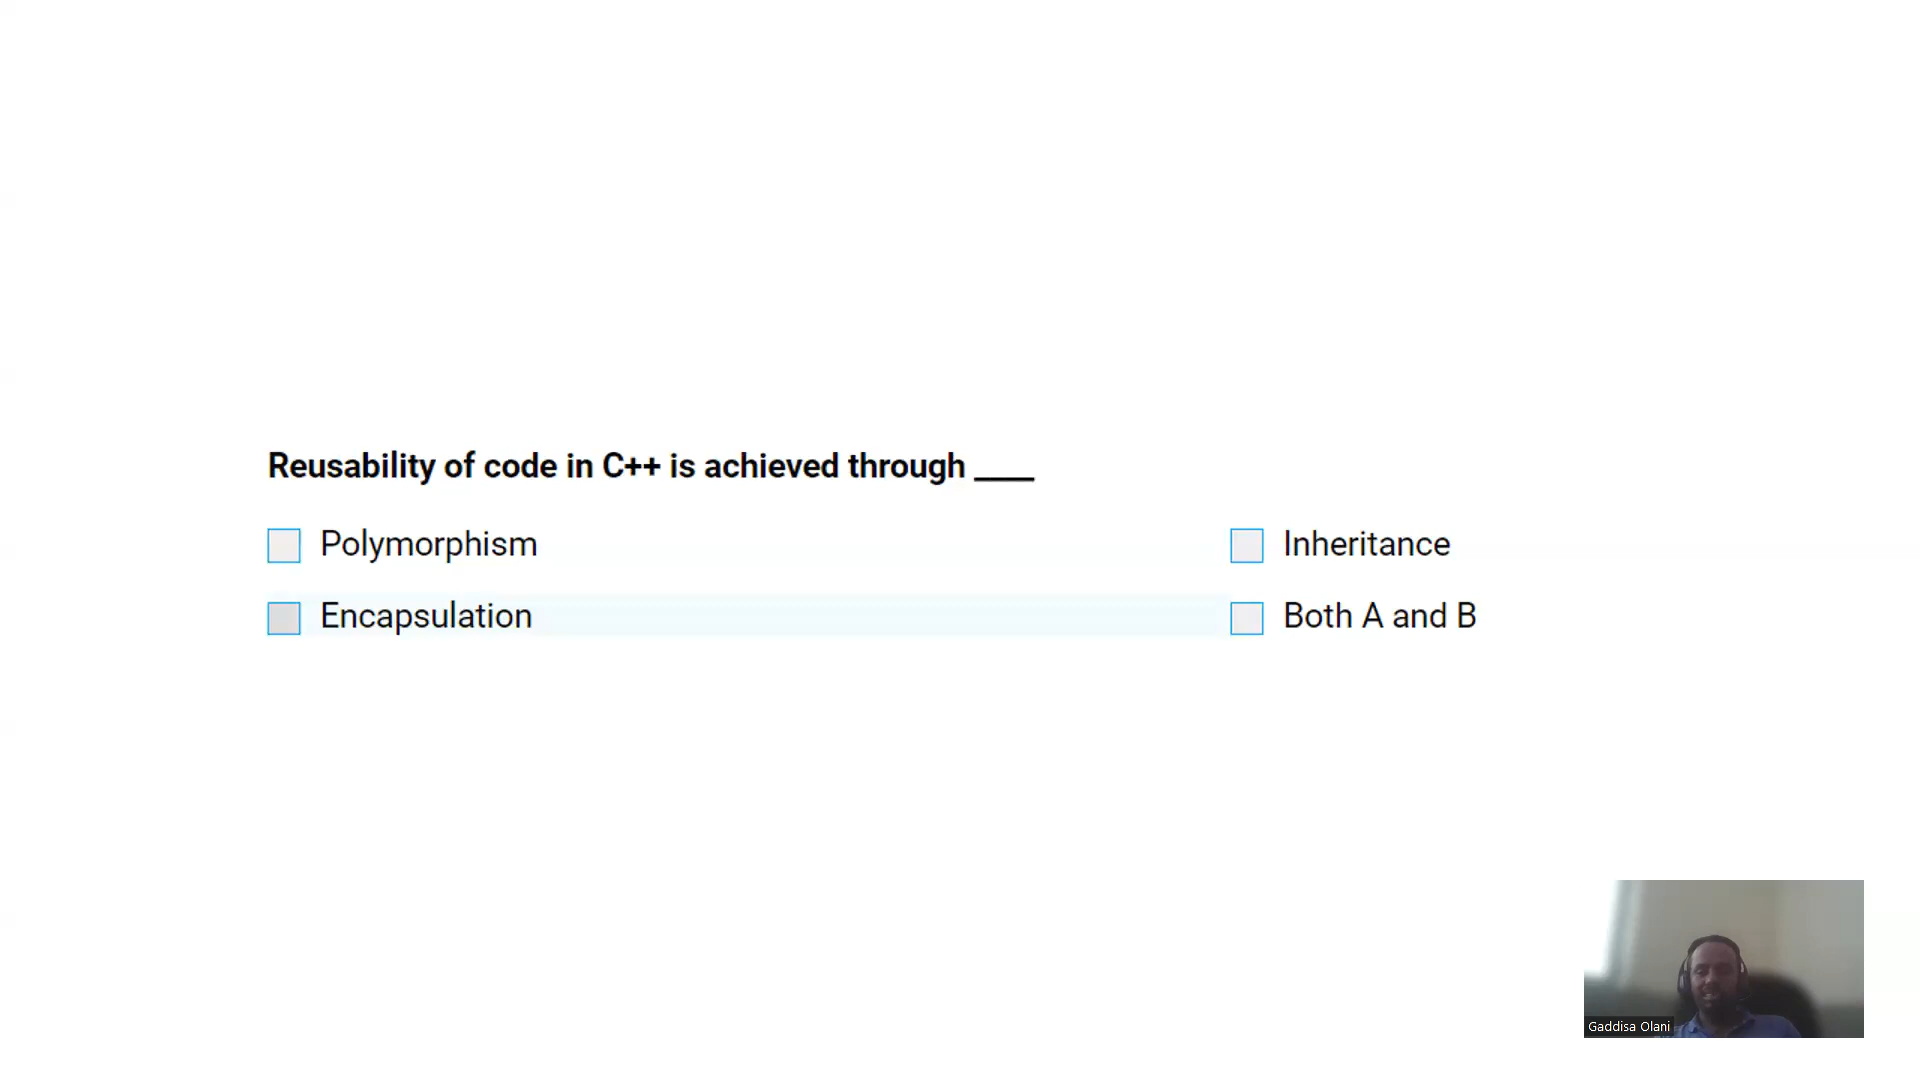 Reusability of code in C++ is achieved through ____
Polymorphism
Inheritance
Encapsulation
Both A and B
Gaddisa Olani